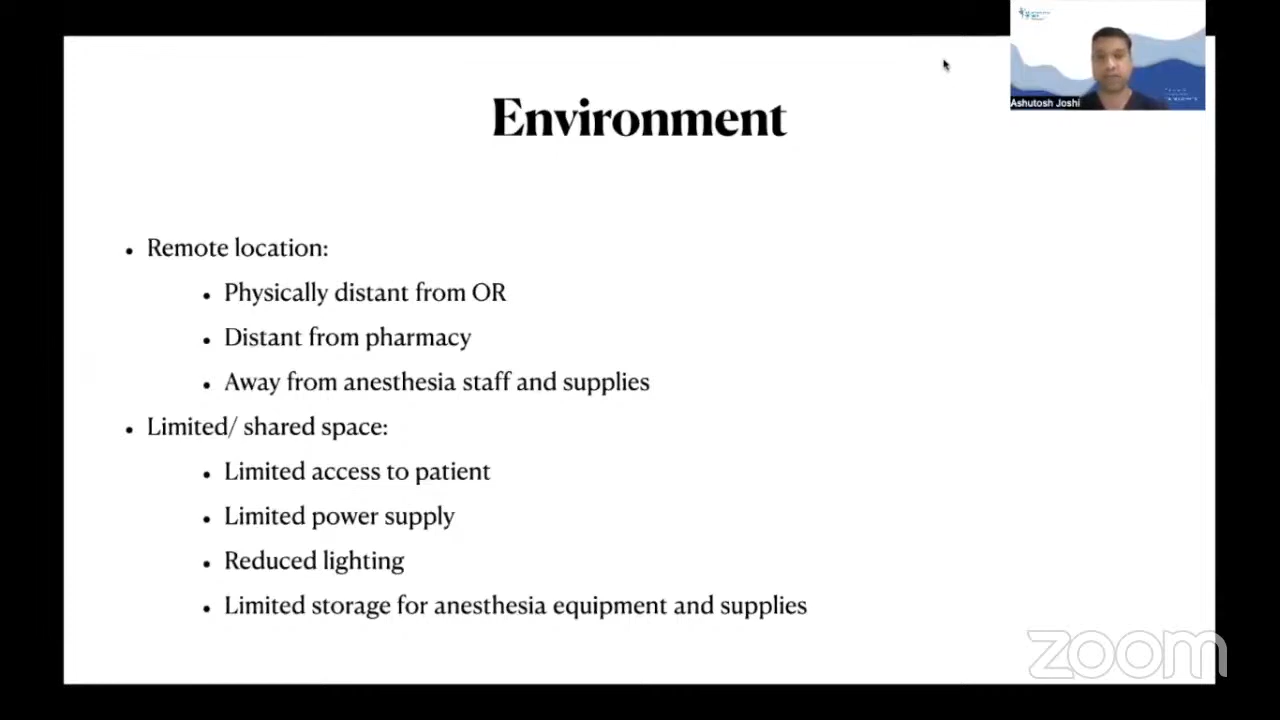 Environment
Ashutosh Joshi
• Remote location:
• Physically distant from OR
• Distant from pharmacy
• Away from anesthesia staff and supplies
• Limited/ shared space:
• Limited access to patient
• Limited power supply
• Reduced lighting
• Limited storage for anesthesia equipment and supplies
zoom